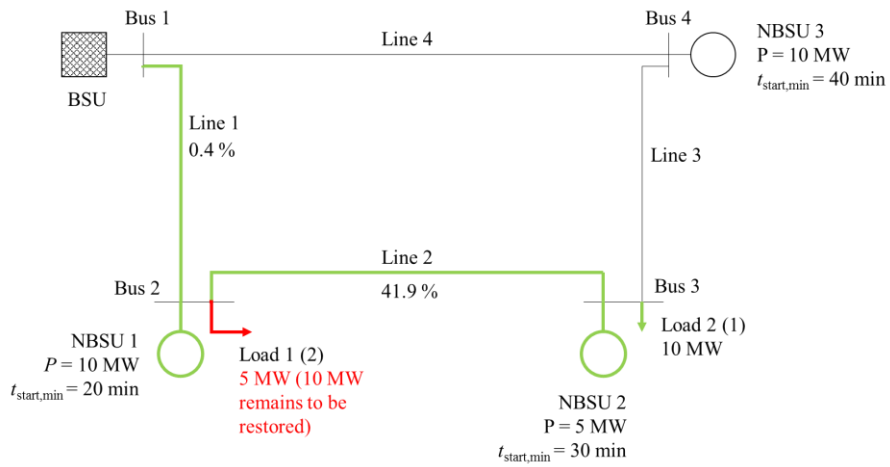 Bus 1
Bus 4
Line 4
NBSU 3
P = 10 MW
tstart,min = 40 min
BSU
Line 1
0.4 %
Line 3
Line 2
41.9 %
Bus 2
Bus 3
NBSU 1
P = 10 MW
tstart,min = 20 min
Load 1 (2)
5 MW (10 MW
remains to be
restored)
Load 2 (1)
10 MW
NBSU 2
P = 5 MW
tstart,min = 30 min